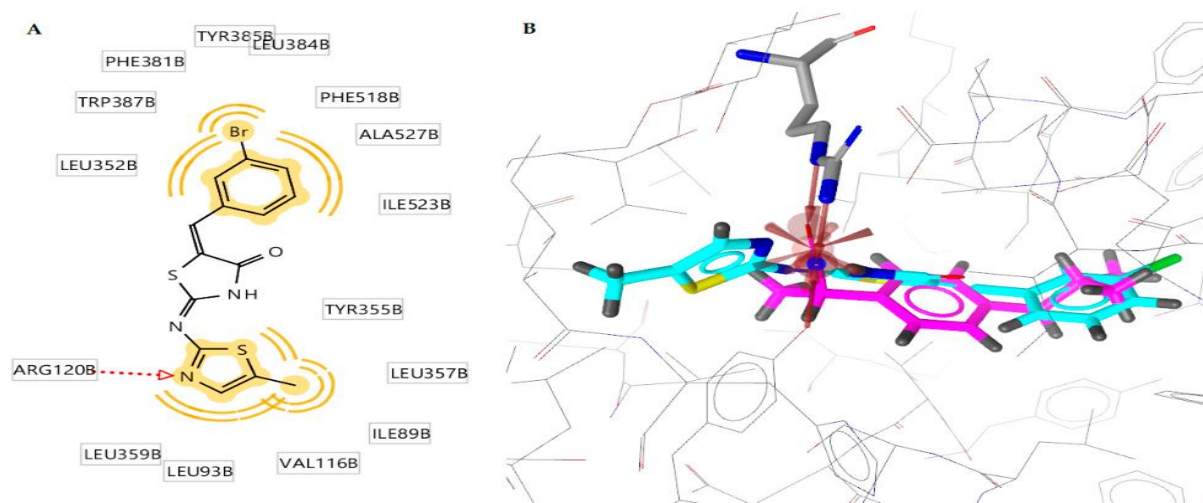 A
B
TYR385B
LEU384B
PHE381B
TRP387B
PHE518B
ALA527B
Br
LEU352B
ILE523B
O
S
NH
N
TYR355B
S
ARG120B
N
LEU357B
ILE89B
LEU359B
LEU93B
VAL116B